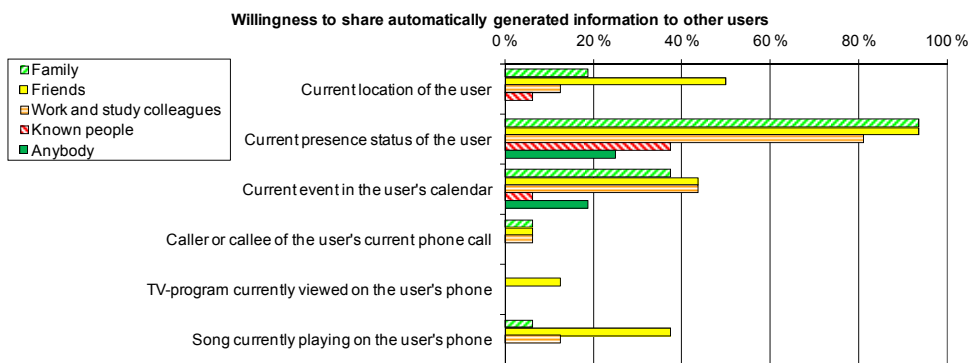 Willingness to share automatically generated information to other users
0 % 20 % 40 % 60 % 80 % 100 %
Family
Friends
Work and study colleagues
Known people
Anybody
Current location of the user
Current presence status of the user
Current event in the user's calendar
Caller or callee of the user's current phone call
TV-program currently viewed on the user's phone
Song currently playing on the user's phone